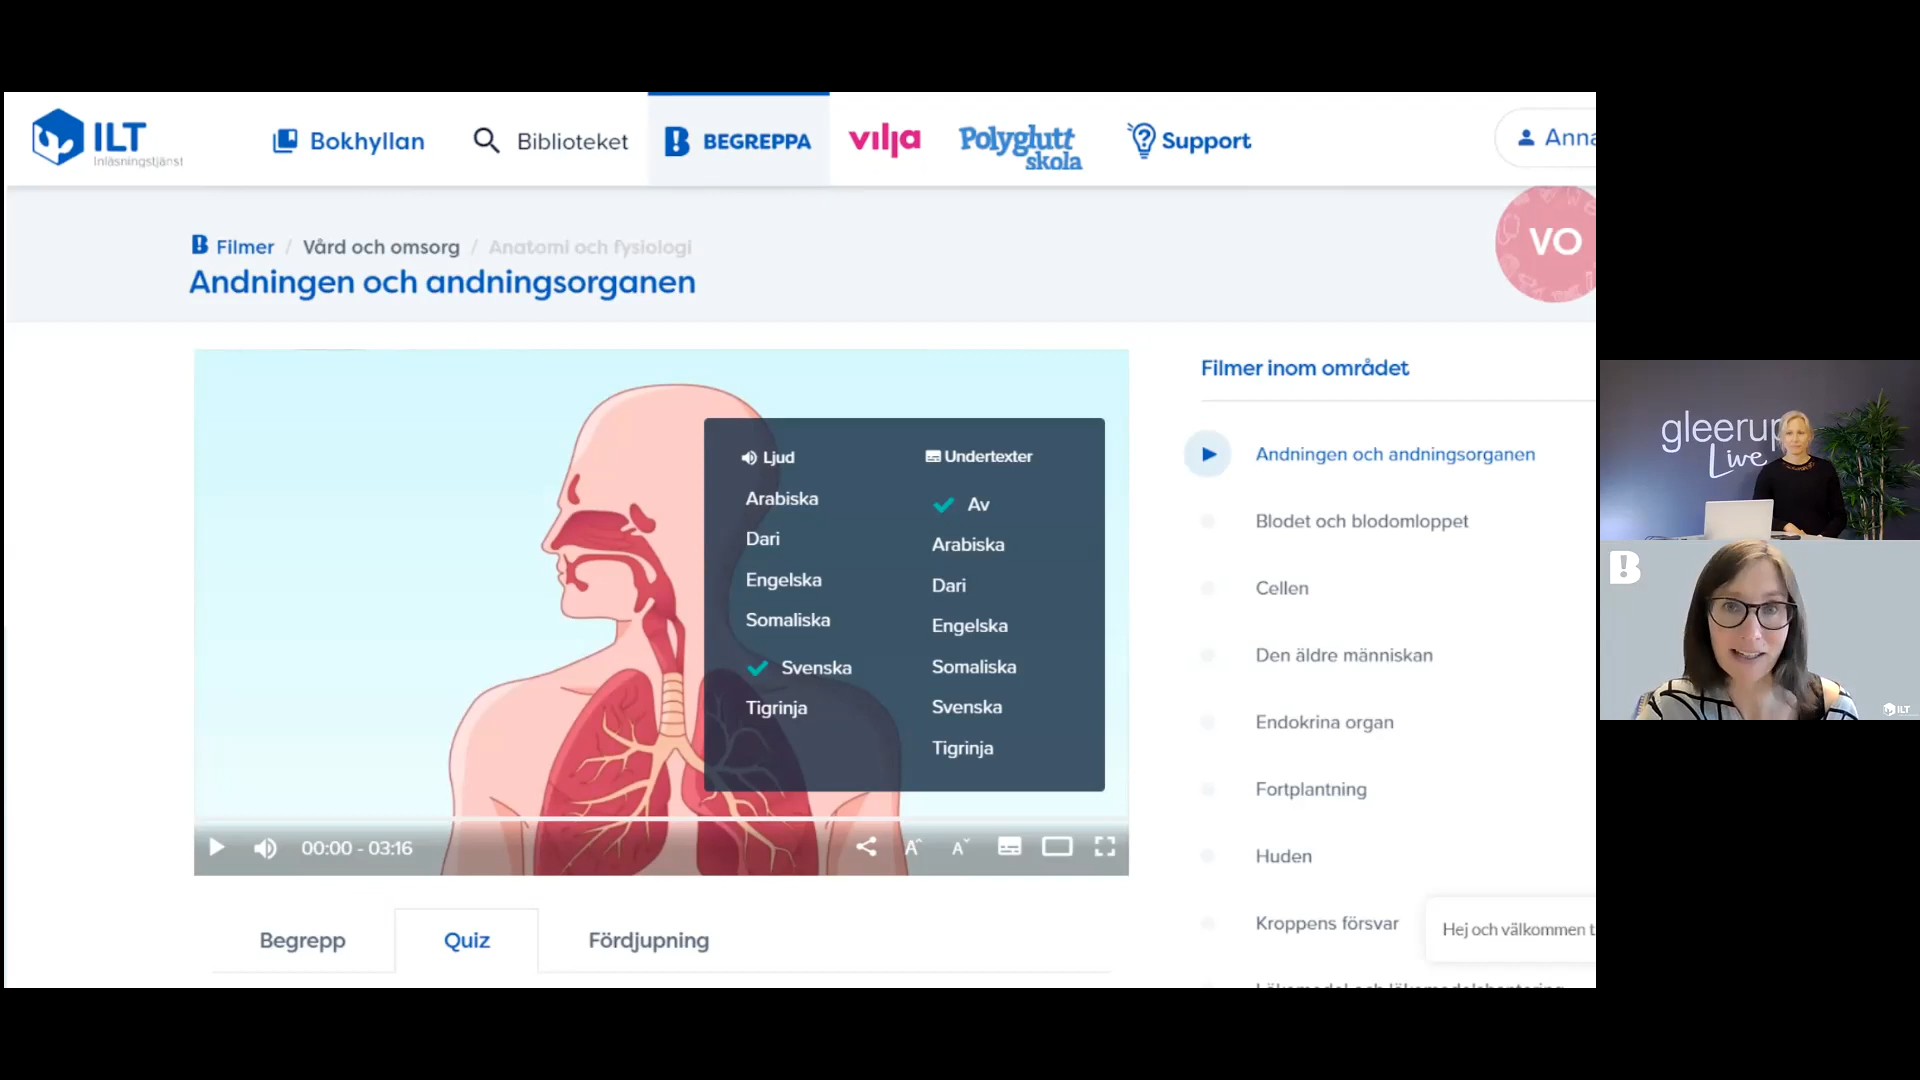 ILT
Inläsningstjänst
Bokhyllan
Biblioteket
BEGREPPA
vilja
Polyglutt
skola
Support
Anna
Filmer / Vård och omsorg / Anatomi och fysiologi
Andningen och andningsorganen
VO
Ljud
Arabiska
Dari
Engelska
Somaliska
Svenska
Tigrinja
Undertexter
Av
Arabiska
Dari
Engelska
Somaliska
Svenska
Tigrinja
00:00 - 03:16
Begrepp
Quiz
Fördjupning
Filmer inom området
Andningen och andningsorganen
Blodet och blodomloppet
Cellen
Den äldre människan
Endokrina organ
Fortplantning
Huden
Kroppens försvar
Hej och välkommen t
gleerup
Live
ILT